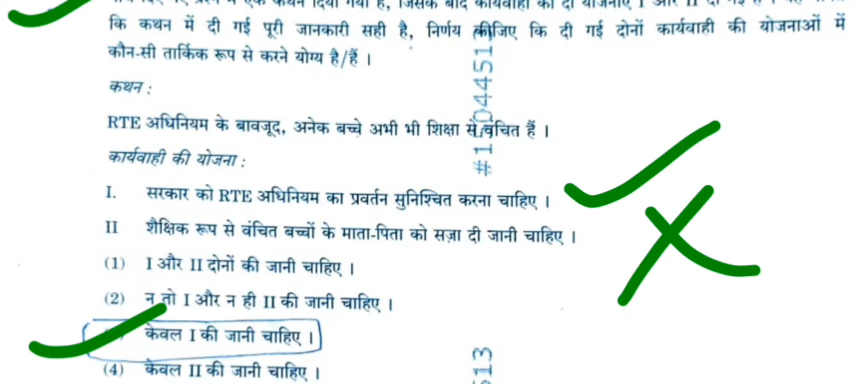 कि कथन में दी गई पूरी जानकारी सही है, निर्णय कीजिए कि दी गई दोनों कार्यवाही की योजनाओं में
कौन-सी तार्किक रूप से करने योग्य है/हैं ।
कथन :
RTE अधिनियम के बावजूद, अनेक बच्चे अभी भी शिक्षा से वंचित हैं ।
कार्यवाही की योजना :
I. सरकार को RTE अधिनियम का प्रवर्तन सुनिश्चित करना चाहिए ।
II शैक्षिक रूप से वंचित बच्चों के माता-पिता को सज़ा दी जानी चाहिए ।
(1) I और II दोनों की जानी चाहिए ।
(2) न तो I और न ही II की जानी चाहिए ।
केवल I की जानी चाहिए ।
(4) केवल II की जानी चाहिए ।